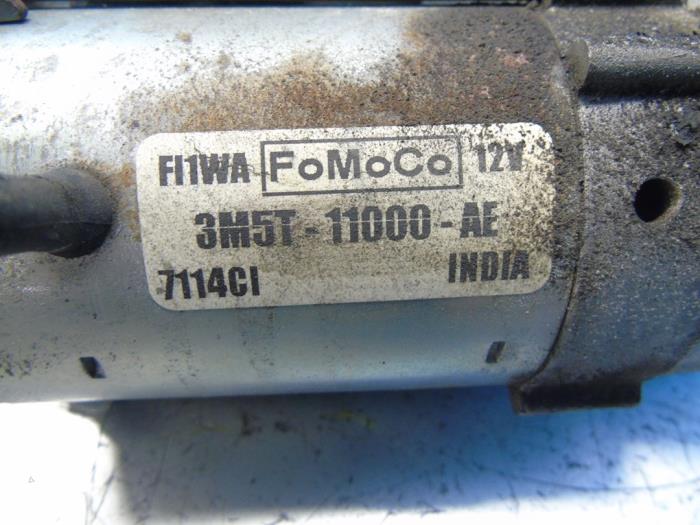 FI1WA FoMoCo 12V
3M5T-11000-AE
7114CI INDIA